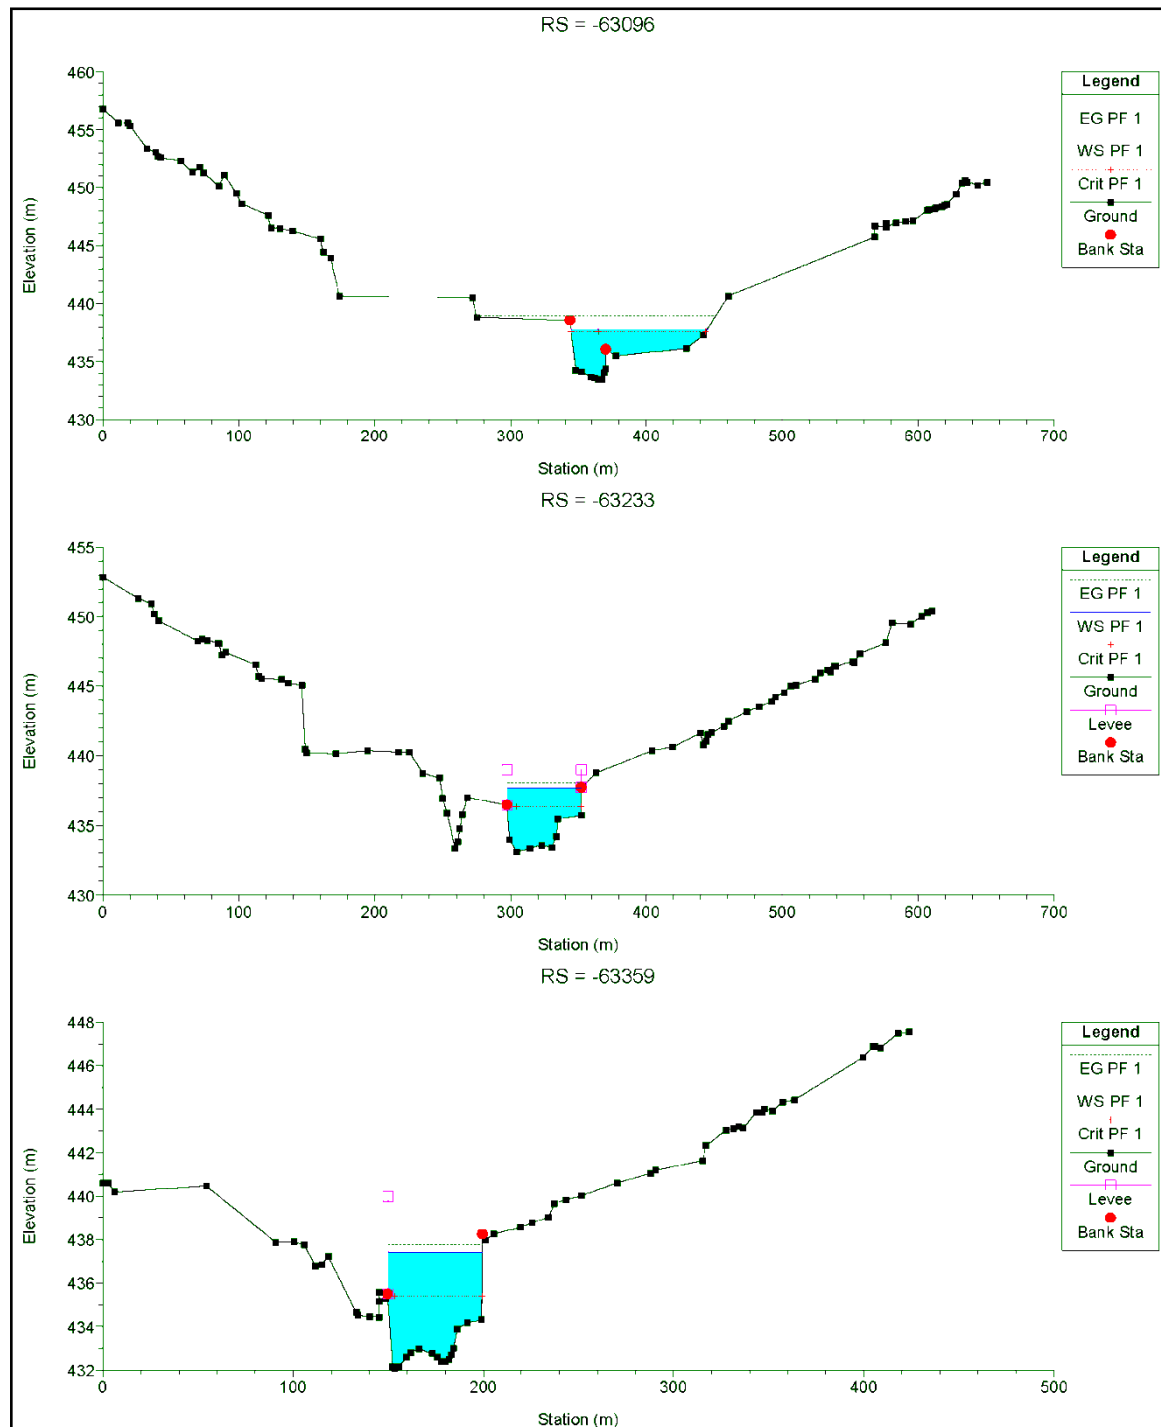 RS = -63096
460
455
450
445
440
435
430
Elevation (m)
0
100
200
300
400
500
600
700
Station (m)
Legend
EG PF 1
WS PF 1
Crit PF 1
Ground
Bank Sta
RS = -63233
455
450
445
440
435
430
Elevation (m)
0
100
200
300
400
500
600
700
Station (m)
Legend
EG PF 1
WS PF 1
Crit PF 1
Ground
Levee
Bank Sta
RS = -63359
448
446
444
442
440
438
436
434
432
Elevation (m)
0
100
200
300
400
500
Station (m)
Legend
EG PF 1
WS PF 1
Crit PF 1
Ground
Levee
Bank Sta